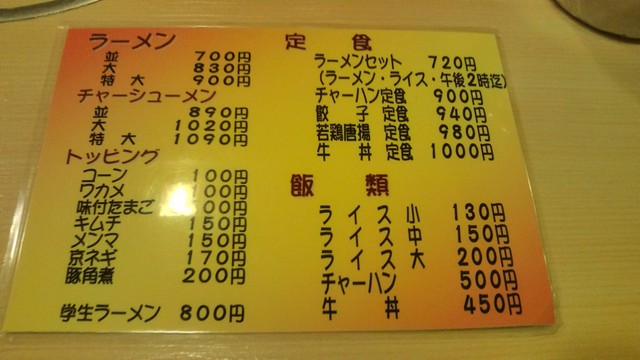 ラーメン
並 700円
大 830円
特大 900円
チャーシューメン
並 890円
大 1020円
特大 1090円
トッピング
コーン 100円
ワカメ 100円
味付たまご 00円
キムチ 150円
メンマ 150円
京ネギ 170円
豚角煮 200円
学生ラーメン 800円
定食
ラーメンセット 720円
(ラーメン・ライス・午後2時迄)
チャーハン定食 900円
餃子定食 940円
若鶏唐揚定食 980円
牛丼定食 1000円
飯類
ライス小 130円
ライス中 150円
ライス大 200円
チャーハン 500円
牛丼 450円